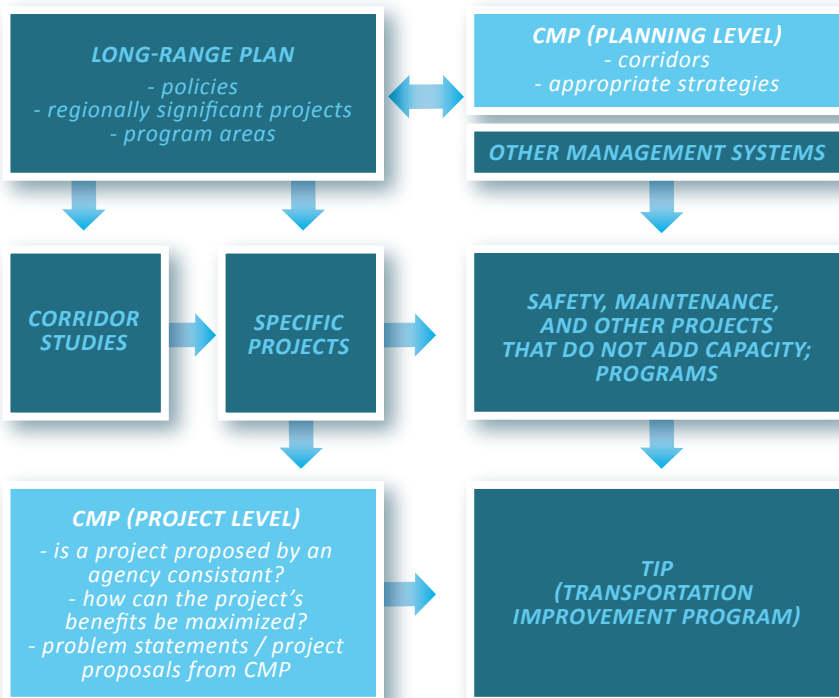 LONG-RANGE PLAN
- policies
- regionally significant projects
- program areas
CMP (PLANNING LEVEL)
- corridors
- appropriate strategies
OTHER MANAGEMENT SYSTEMS
CORRIDOR
STUDIES
SPECIFIC
PROJECTS
SAFETY, MAINTENANCE,
AND OTHER PROJECTS
THAT DO NOT ADD CAPACITY;
PROGRAMS
CMP (PROJECT LEVEL)
- is a project proposed by an
agency consistant?
- how can the project's
benefits be maximized?
- problem statements / project
proposals from CMP
TIP
(TRANSPORTATION
IMPROVEMENT PROGRAM)